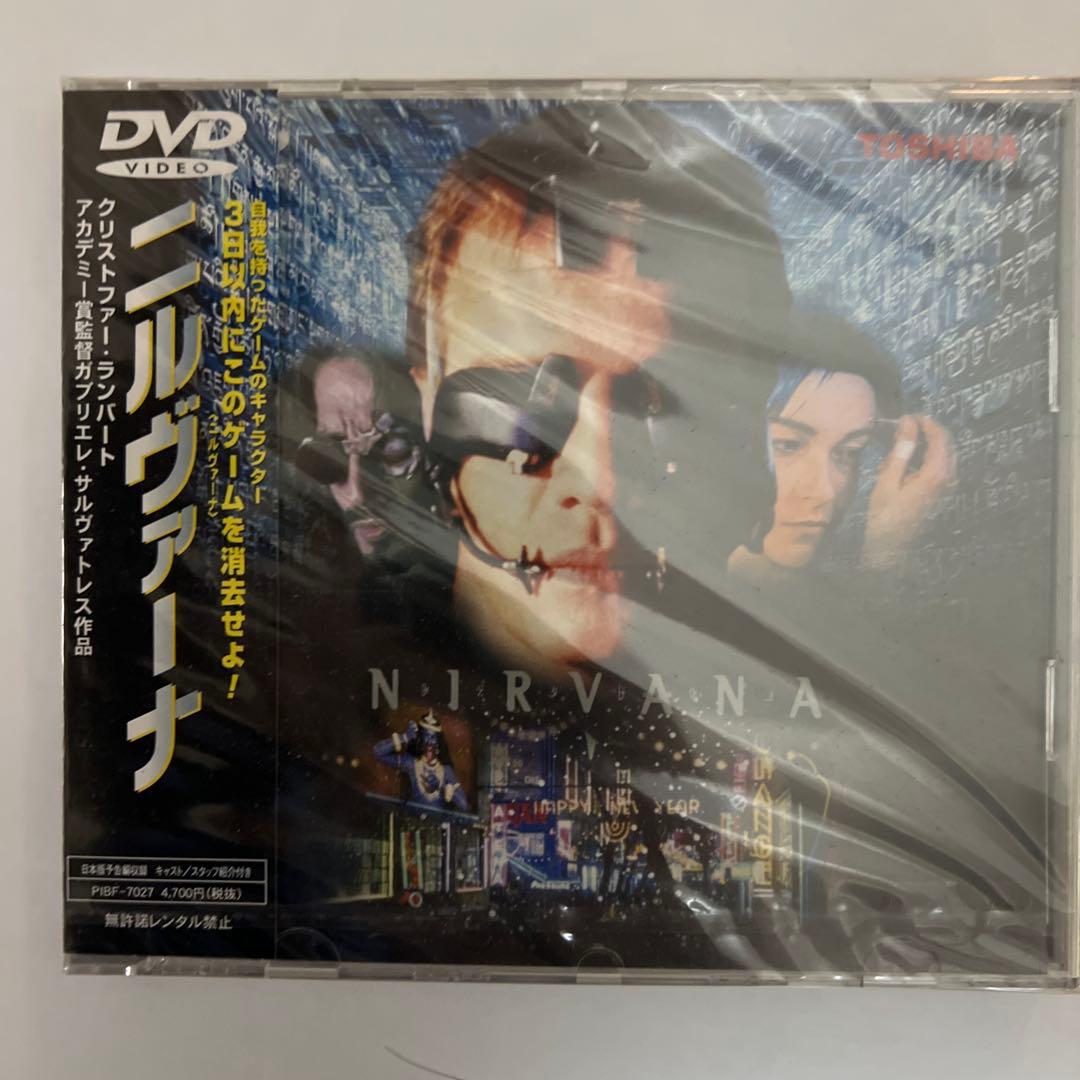 DVD
VIDEO
TOSHIBA
自我を持ったゲームのキャラクター
3日以内にこのゲームを消去せよ!
〈ニルヴァーナ〉
ニルヴァーナ
クリストファー・ランバート
アカデミー賞監督ガブリエレ・サルヴァトレス作品
NIRVANA
日本版予告編収録 キャスト/スタッフ紹介付き
PIBF-7027 4,700円(税抜)
無許諾レンタル禁止